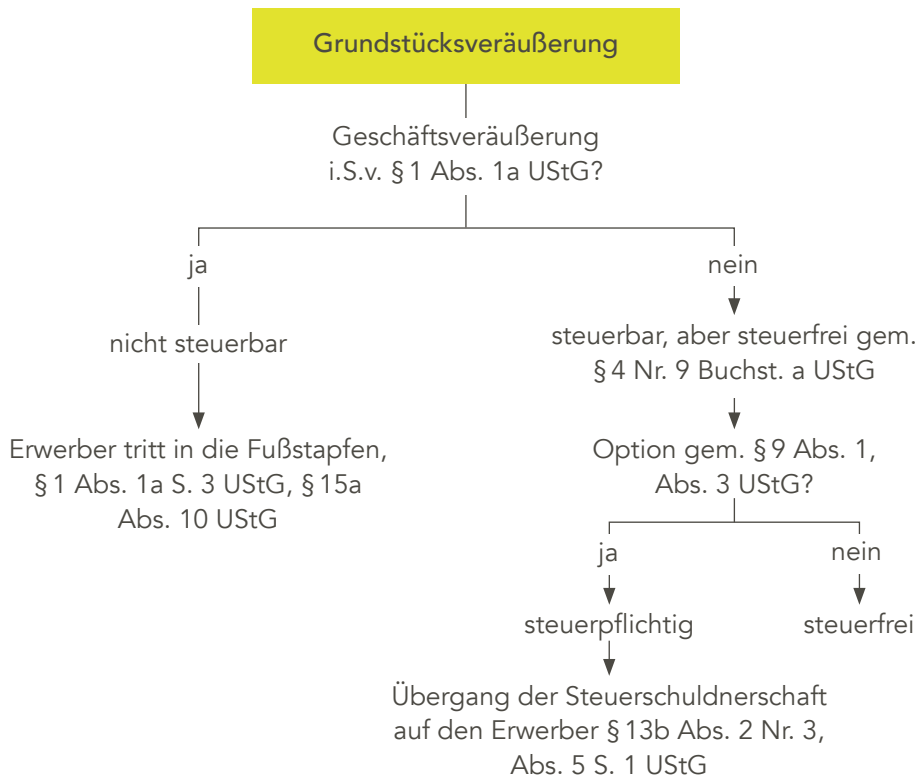 Grundstücksveräußerung
Geschäftsveräußerung
i.S.v. § 1 Abs. 1a UStG?
ja
nein
nicht steuerbar
steuerbar, aber steuerfrei gem.
§ 4 Nr. 9 Buchst. a UStG
Erwerber tritt in die Fußstapfen,
§ 1 Abs. 1a S. 3 UStG, § 15a
Abs. 10 UStG
Option gem. § 9 Abs. 1,
Abs. 3 UStG?
ja
nein
steuerpflichtig
steuerfrei
Übergang der Steuerschuldnerschaft
auf den Erwerber § 13b Abs. 2 Nr. 3,
Abs. 5 S. 1 UStG